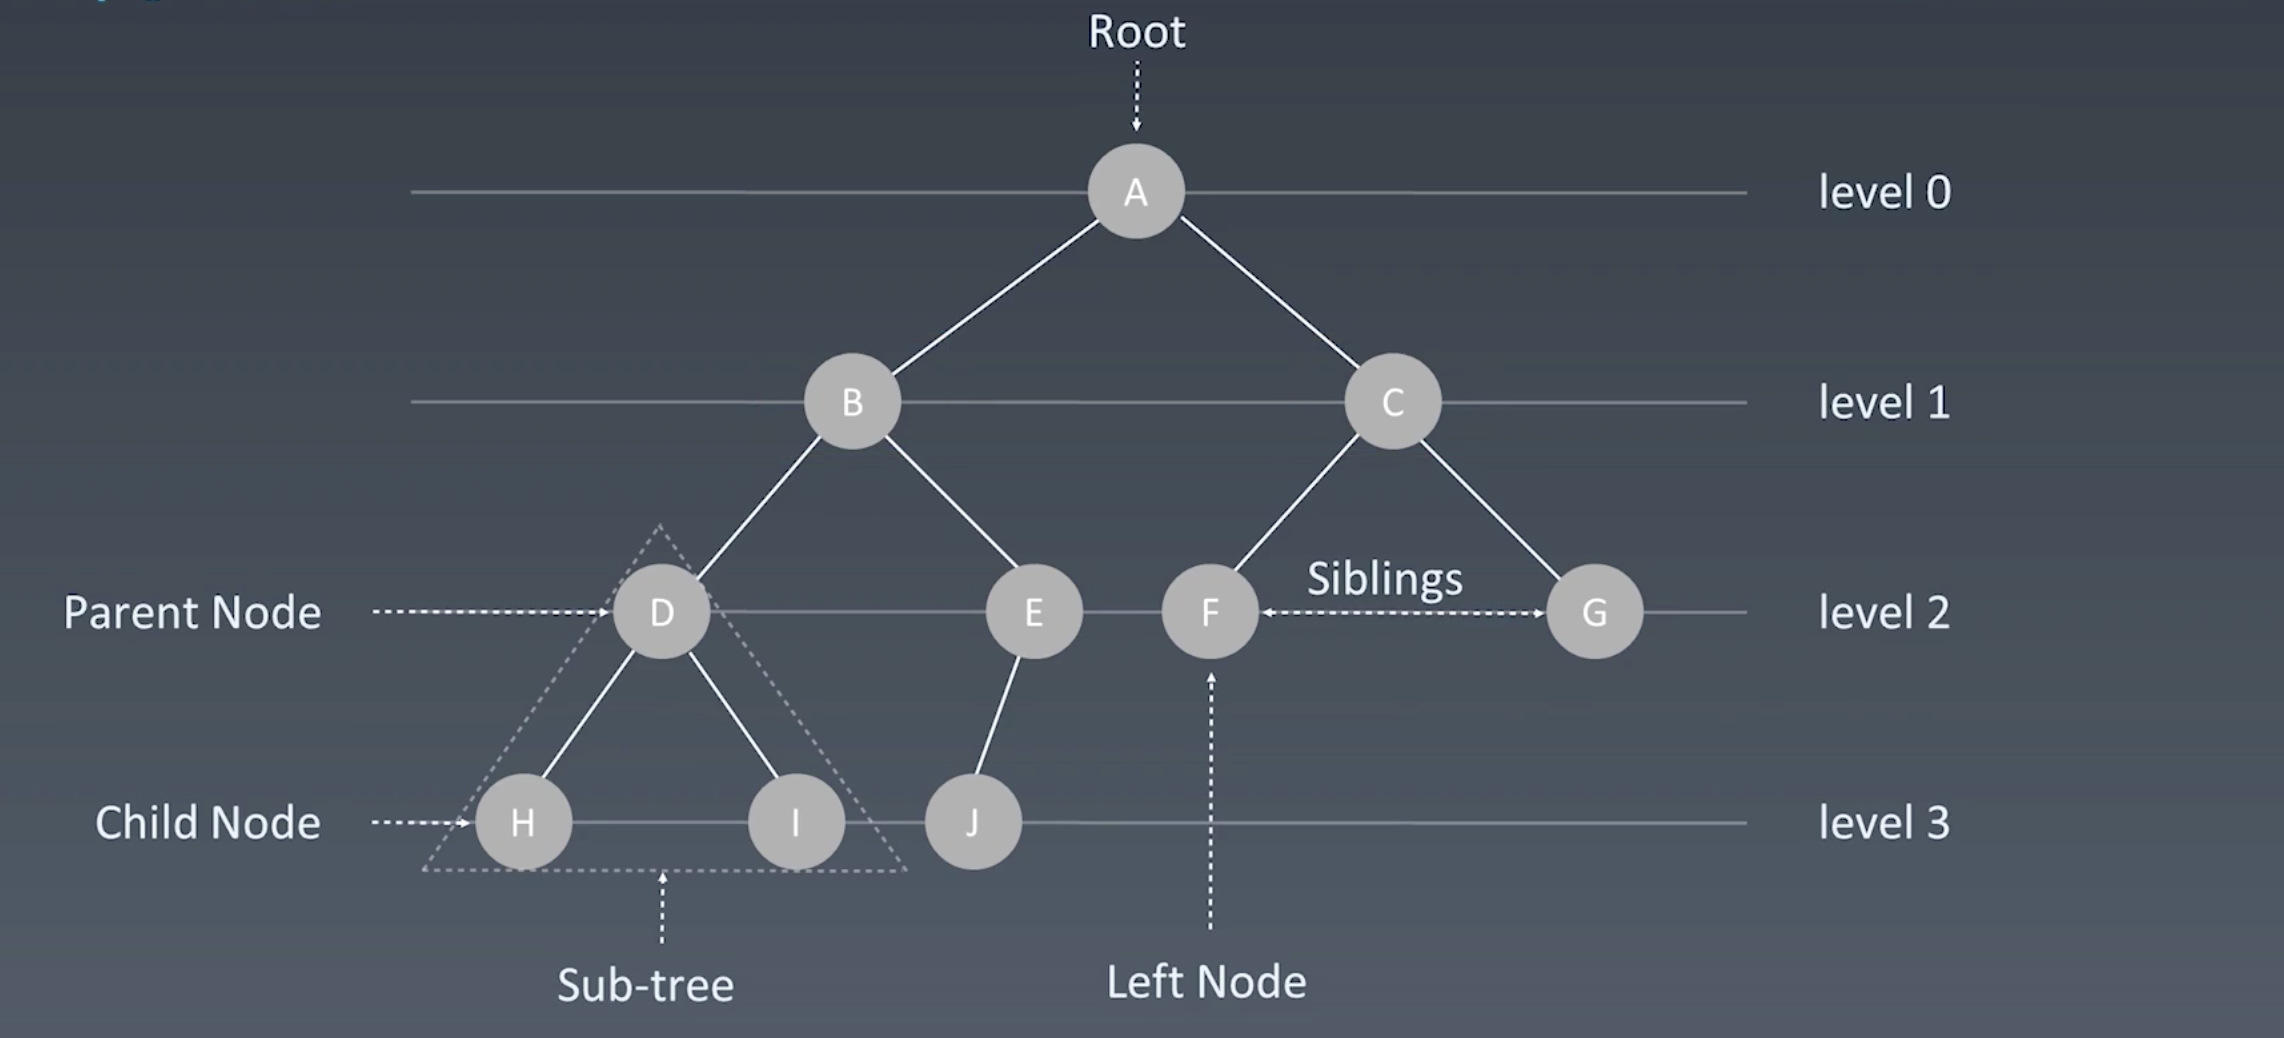 Root
A
level 0
B
C
level 1
Parent Node
D
E
F
Siblings
G
level 2
Child Node
H
I
J
level 3
Sub-tree
Left Node